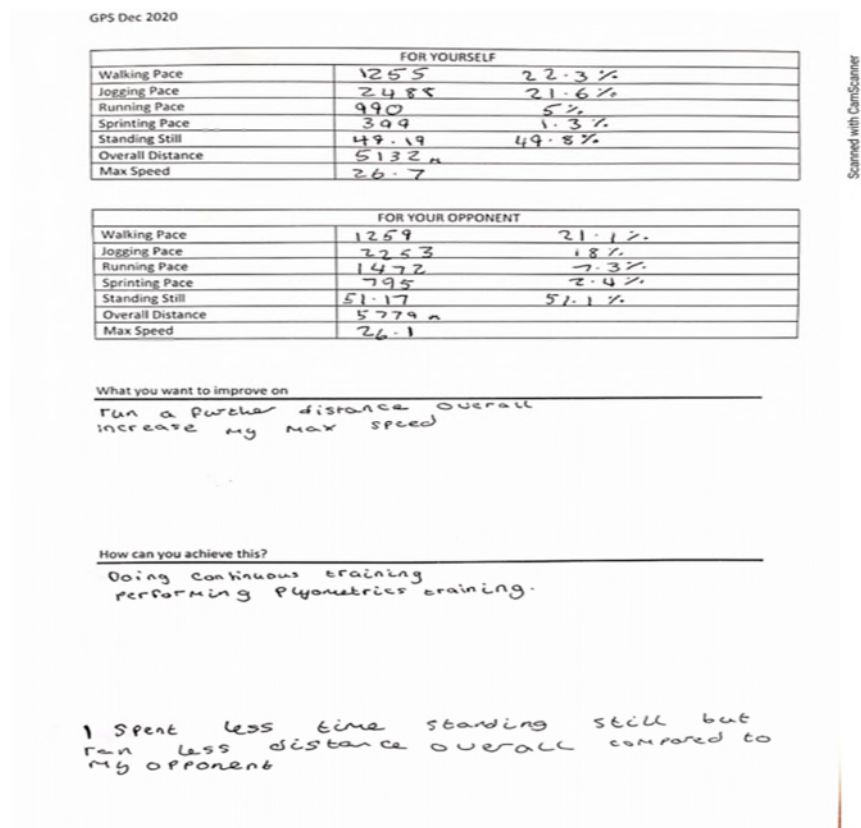 GPS Dec 2020
Scanned with CamScanner
FOR YOURSELF
Walking Pace 1255 22.3%
Jogging Pace 2488 21.6%
Running Pace 990 5%
Sprinting Pace 399 1.3%
Standing Still 49.19 49.8%
Overall Distance 5132m
Max Speed 26.7
FOR YOUR OPPONENT
Walking Pace 1259 21.1%
Jogging Pace 2253 18%
Running Pace 1472 7.3%
Sprinting Pace 795 2.4%
Standing Still 51.17 51.1%
Overall Distance 5779m
Max Speed 26.1
What you want to improve on
run a further distance overall
increase my max speed
How can you achieve this?
Doing continuous training
performing plyometrics training.
I spent less time standing still but
ran less distance overall compared to
my opponent